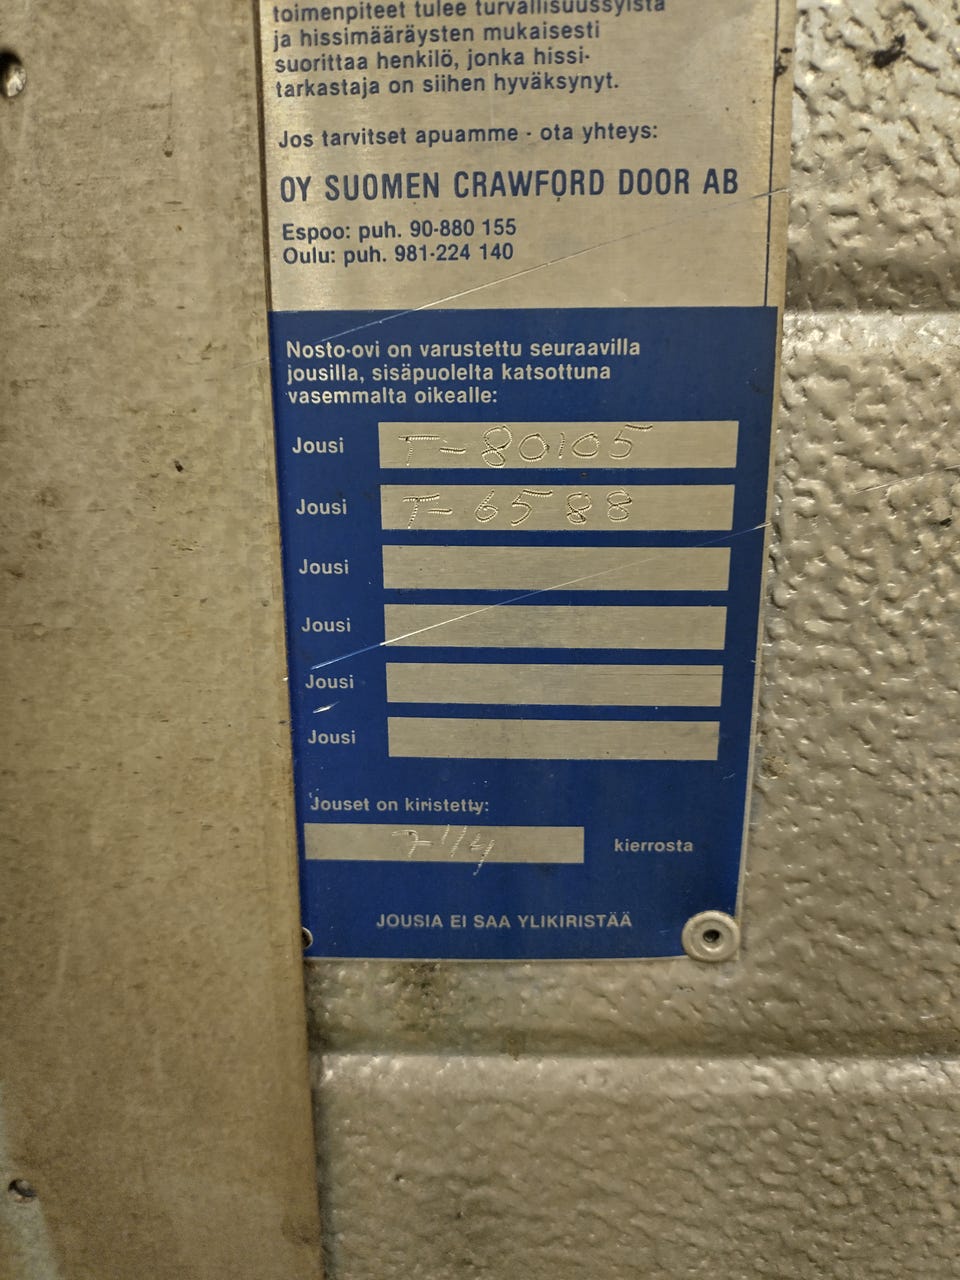 toimenpiteet tulee turvallisuussyistä
ja hissimääräysten mukaisesti
suorittaa henkilö, jonka hissi-
tarkastaja on siihen hyväksynyt.
Jos tarvitset apuamme - ota yhteys:
OY SUOMEN CRAWFORD DOOR AB
Espoo: puh. 90-880 155
Oulu: puh. 981-224 140
Nosto-ovi on varustettu seuraavilla
jousilla, sisäpuolelta katsottuna
vasemmalta oikealle:
Jousi T-80105
Jousi T-6588
Jousi
Jousi
Jousi
Jousi
Jouset on kiristetty:
7 1/4 kierrosta
JOUSIA EI SAA YLIKIRISTÄÄ